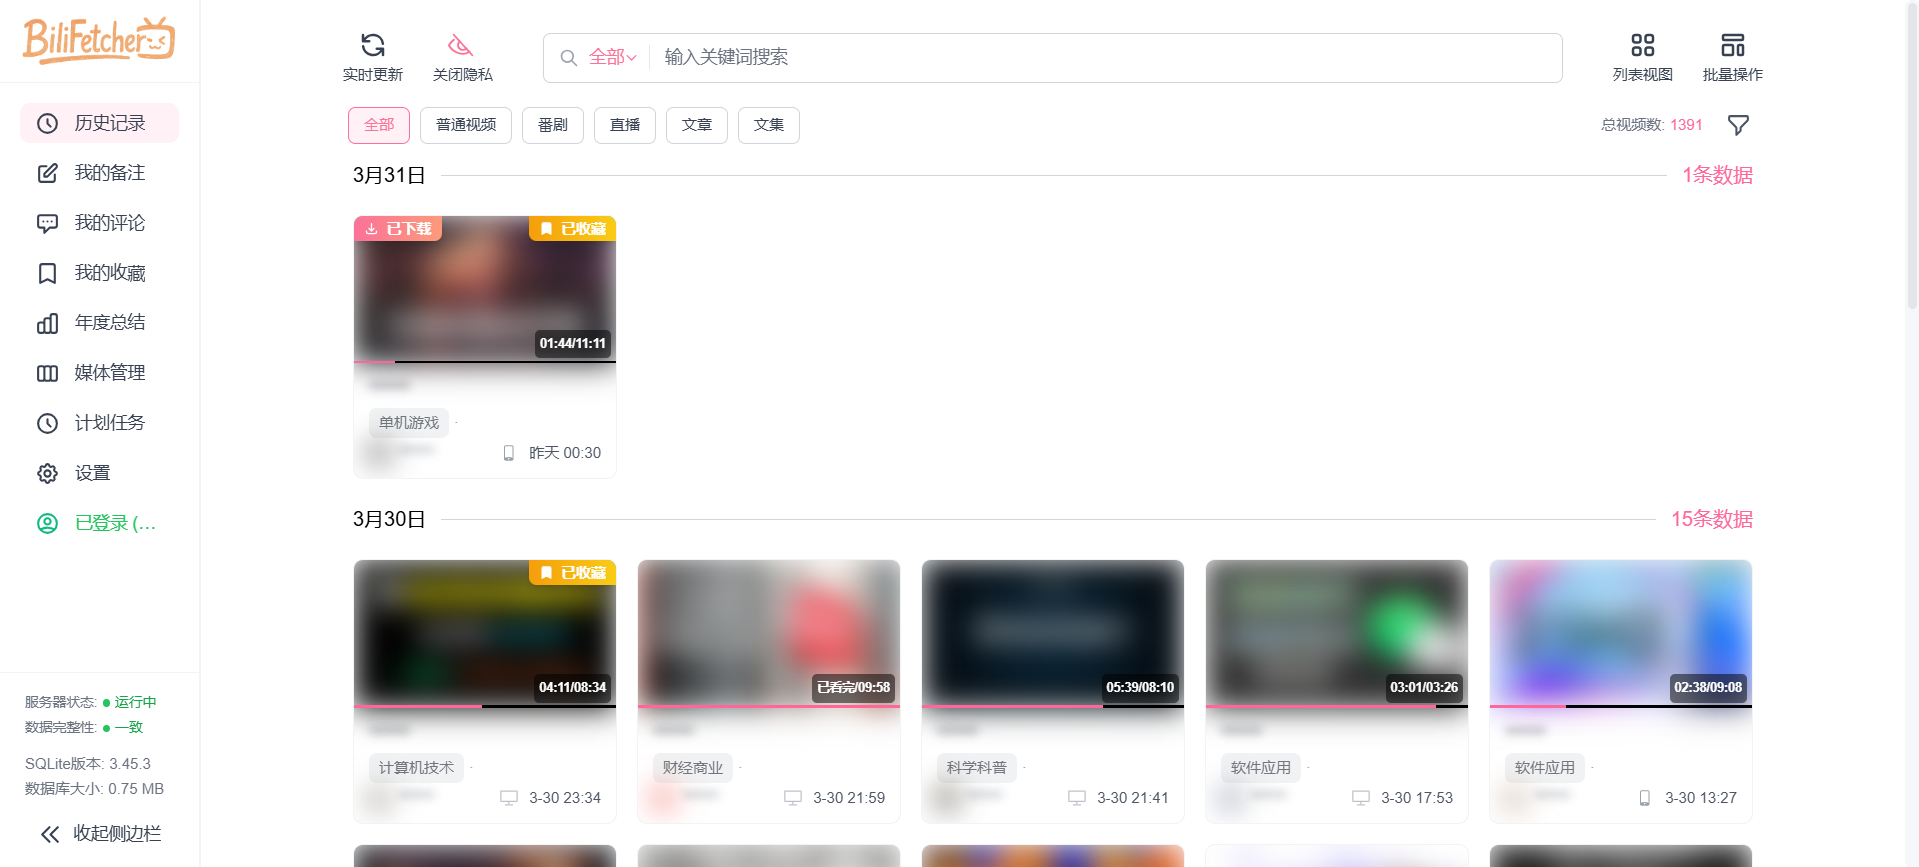 BiliFetcher
历史记录
我的备注
我的评论
我的收藏
年度总结
媒体管理
计划任务
设置
已登录 (...
服务器状态: 运行中
数据完整性: 一致
SQLite版本: 3.45.3
数据库大小: 0.75 MB
收起侧边栏
实时更新
关闭隐私
全部
输入关键词搜索
列表视图
批量操作
全部
普通视频
番剧
直播
文章
文集
总视频数: 1391
3月31日
1条数据
已下载
已收藏
01:44/11:11
单机游戏 ·
昨天 00:30
3月30日
15条数据
已收藏
04:11/08:34
计算机技术 ·
3-30 23:34
已看完/09:58
财经商业 ·
3-30 21:59
05:39/08:10
科学科普 ·
3-30 21:41
03:01/03:26
软件应用 ·
3-30 17:53
02:38/09:08
软件应用 ·
3-30 13:27